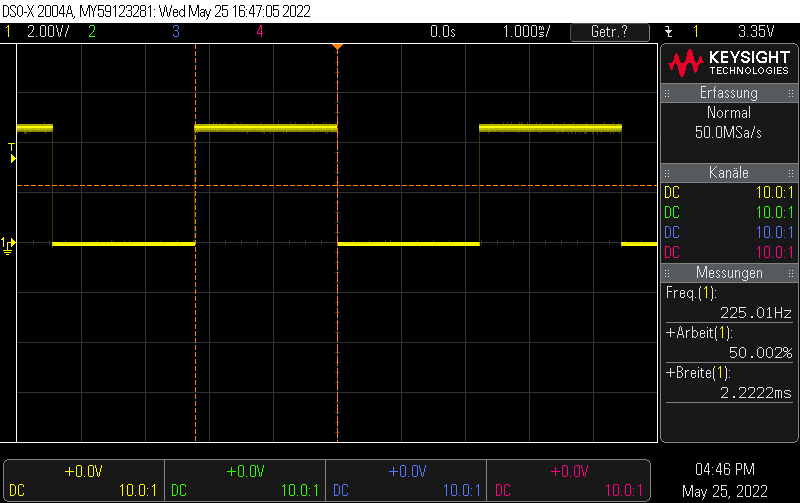 DSO-X 2004A, MY59123281: Wed May 25 16:47:05 2022
1 2.00V/ 2 3 4 0.0s 1.000㎳/ Getr.? 1 3.35V
KEYSIGHT
TECHNOLOGIES
Erfassung
Normal
50.0MSa/s
Kanäle
DC 10.0:1
DC 10.0:1
DC 10.0:1
DC 10.0:1
Messungen
Freq.(1):
225.01Hz
+Arbeit(1):
50.002%
+Breite(1):
2.2222ms
T
1
+0.0V +0.0V +0.0V +0.0V
DC 10.0:1 DC 10.0:1 DC 10.0:1 DC 10.0:1
04:46 PM
May 25, 2022